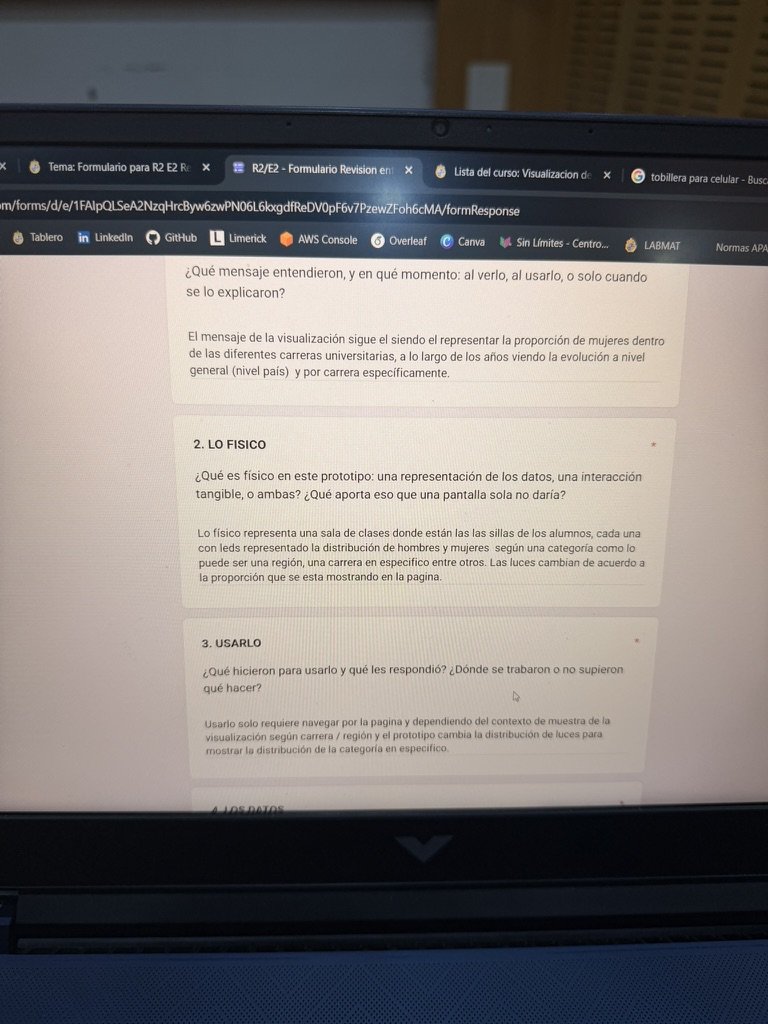 Tema: Formulario para R2 E2 Re
R2/E2 - Formulario Revision en
Lista del curso: Visualizacion de
tobillera para celular - Busc
om/forms/d/e/1FAIpQLSeA2NzqHrcByw6zwPN06L6kxgdfReDV0pF6v7PzewZFoh6cMA/formResponse
Tablero LinkedIn GitHub Limerick AWS Console Overleaf Canva Sin Límites - Centro... LABMAT Normas APA
¿Qué mensaje entendieron, y en qué momento: al verlo, al usarlo, o solo cuando
se lo explicaron?
El mensaje de la visualización sigue el siendo el representar la proporción de mujeres dentro
de las diferentes carreras universitarias, a lo largo de los años viendo la evolución a nivel
general (nivel país) y por carrera específicamente.
2. LO FISICO *
¿Qué es físico en este prototipo: una representación de los datos, una interacción
tangible, o ambas? ¿Qué aporta eso que una pantalla sola no daría?
Lo físico representa una sala de clases donde están las las sillas de los alumnos, cada una
con leds representado la distribución de hombres y mujeres según una categoría como lo
puede ser una región, una carrera en especifico entre otros. Las luces cambian de acuerdo a
la proporción que se esta mostrando en la pagina.
3. USARLO *
¿Qué hicieron para usarlo y qué les respondió? ¿Dónde se trabaron o no supieron
qué hacer?
Usarlo solo requiere navegar por la pagina y dependiendo del contexto de muestra de la
visualización según carrera / región y el prototipo cambia la distribución de luces para
mostrar la distribución de la categoría en especifico.
4. LOS DATOS *